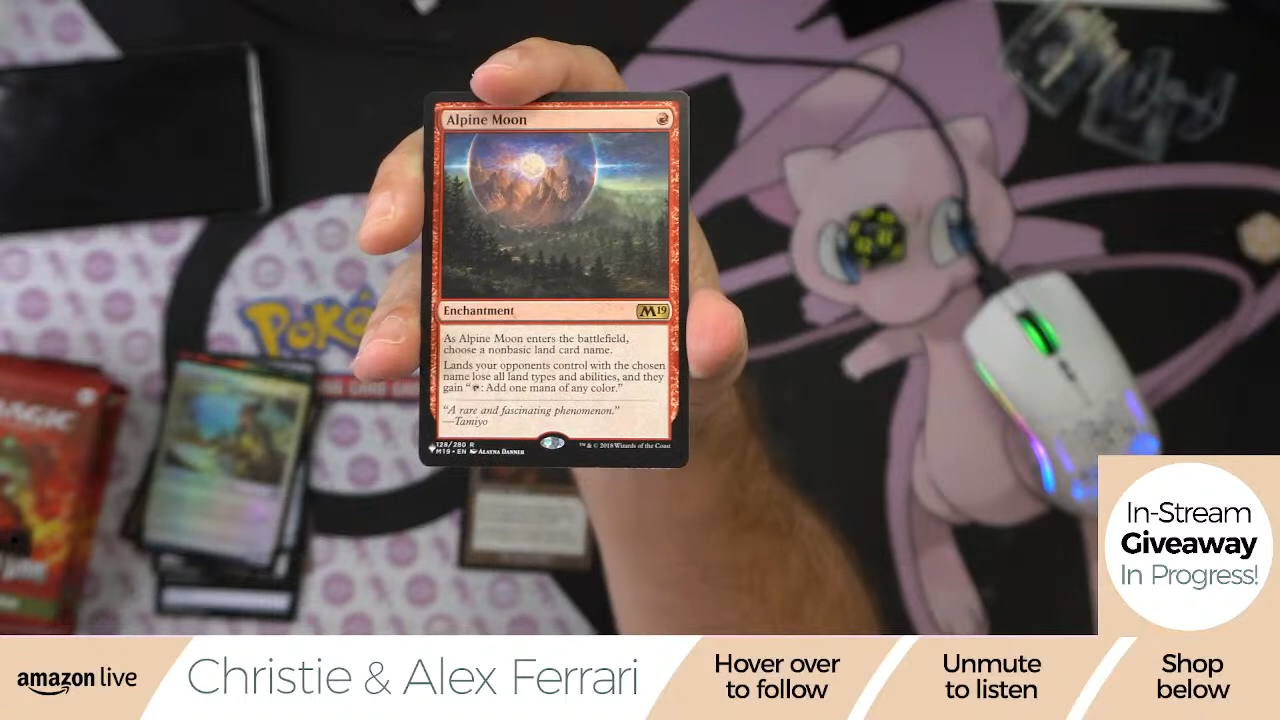 Alpine Moon
Enchantment
M19
As Alpine Moon enters the battlefield,
choose a nonbasic land card name.
Lands your opponents control with the chosen
name lose all land types and abilities, and they
gain “: Add one mana of any color.”
“A rare and fascinating phenomenon.”
—Tamiyo
128/280 R
M19 • EN ALAYNA DANNER
™ & © 2018 Wizards of the Coast
In-Stream
Giveaway
In Progress!
amazon live
Christie & Alex Ferrari
Hover over
to follow
Unmute
to listen
Shop
below